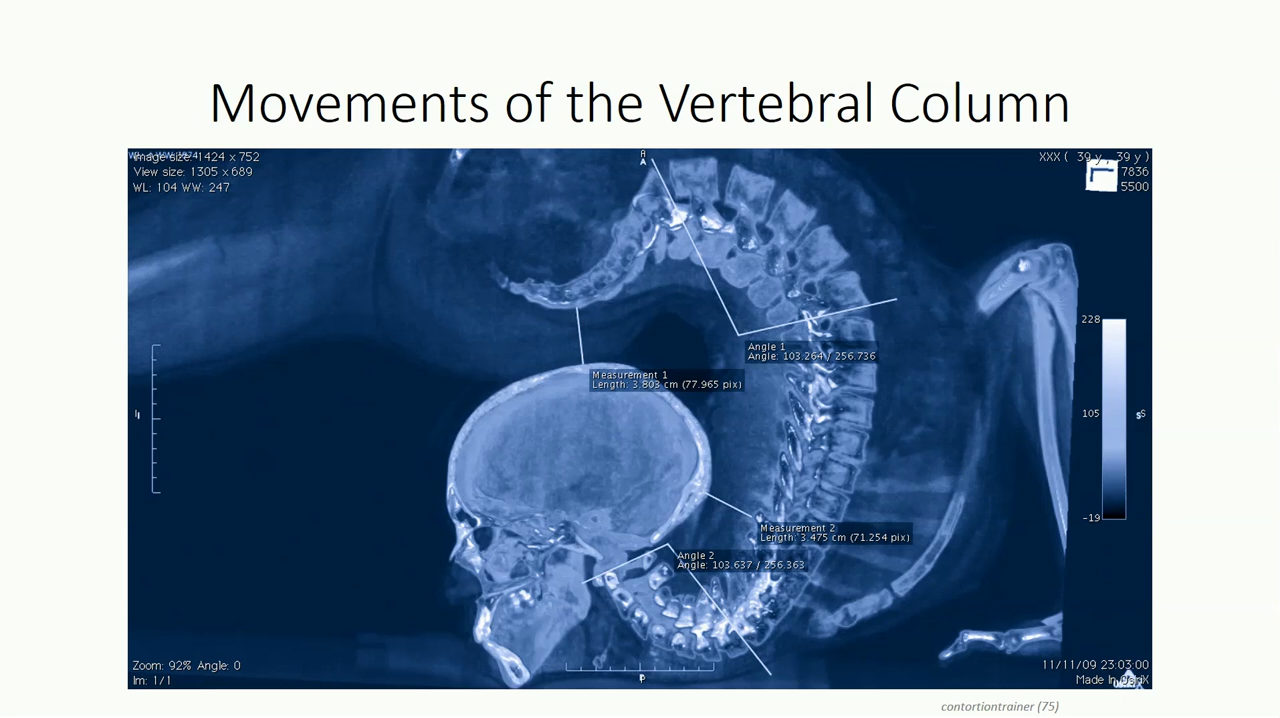 Movements of the Vertebral Column
Image size: 1424 x 752
View size: 1305 x 689
WL: 104 WW: 247
A
A
XXX ( 39 y , 39 y )
7836
5500
Angle 1
Angle: 103.264 / 256.736
Measurement 1
Length: 3.803 cm (77.965 pix)
228
105
-19
S
Measurement 2
Length: 3.475 cm (71.254 pix)
Angle 2
Angle: 103.637 / 256.363
Zoom: 92% Angle: 0
Im: 1/1
P
11/11/09 23:03:00
Made In OsiriX
contortiontrainer (75)